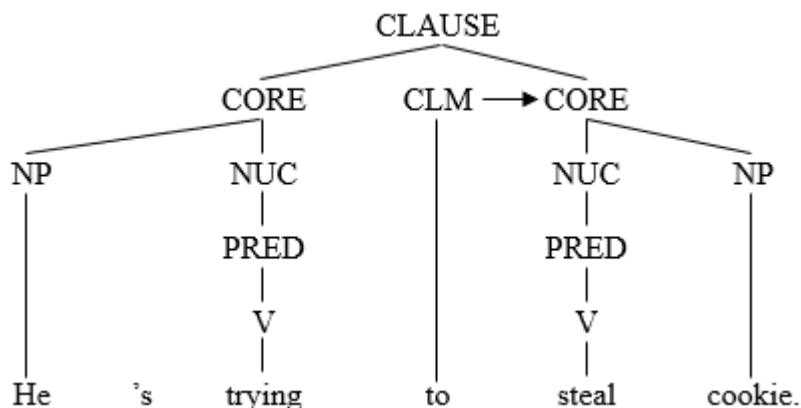 CLAUSE
CORE CLM CORE
NP NUC NUC NP
PRED PRED
V V
He 's trying to steal cookie.